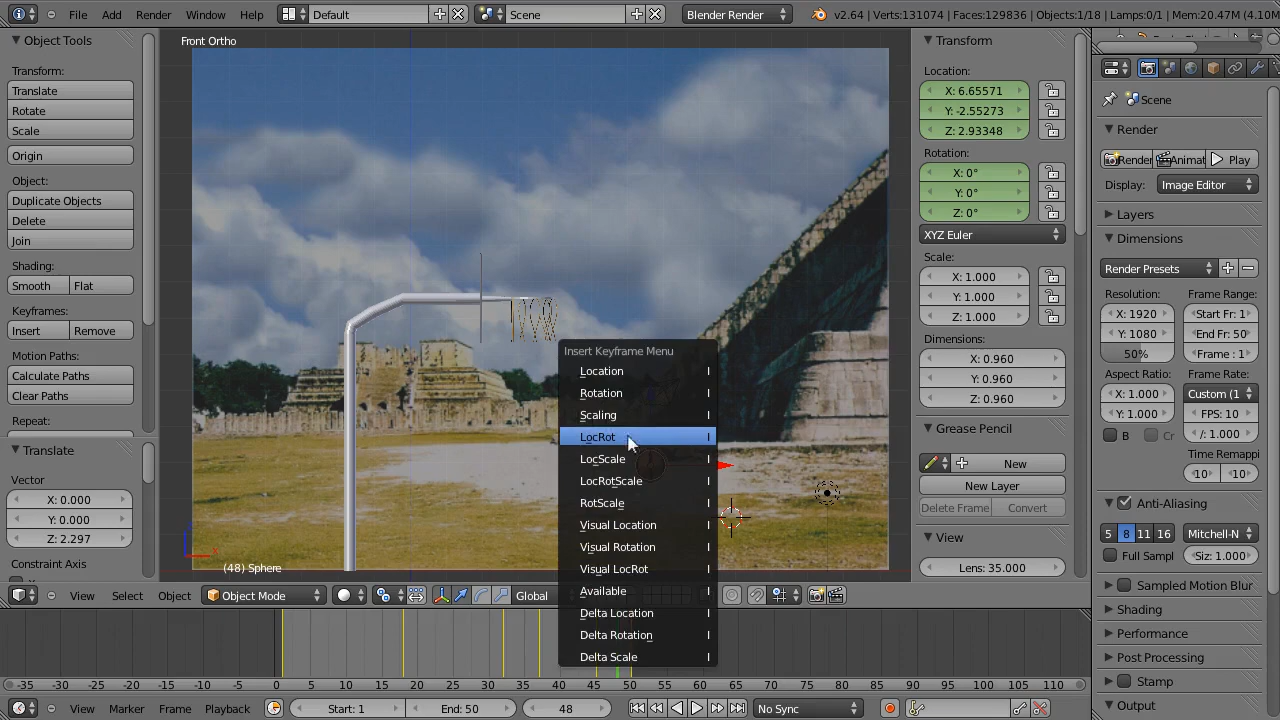 File Add Render Window Help Default Scene Blender Render v2.64 | Verts:131074 | Faces:129836 | Objects:1/18 | Lamps:0/1 | Mem:20.47M (4.10M
Object Tools
Transform:
Translate
Rotate
Scale
Origin
Object:
Duplicate Objects
Delete
Join
Shading:
Smooth Flat
Keyframes:
Insert Remove
Motion Paths:
Calculate Paths
Clear Paths
Repeat:
Translate
Vector
X: 0.000
Y: 0.000
Z: 2.297
Constraint Axis
Front Ortho
(48) Sphere
Insert Keyframe Menu
Location I
Rotation I
Scaling I
LocRot I
LocScale I
LocRotScale I
RotScale I
Visual Location I
Visual Rotation I
Visual LocRot I
Available I
Delta Location I
Delta Rotation I
Delta Scale I
Transform
Location:
X: 6.65571
Y: -2.55273
Z: 2.93348
Rotation:
X: 0°
Y: 0°
Z: 0°
XYZ Euler
Scale:
X: 1.000
Y: 1.000
Z: 1.000
Dimensions:
X: 0.960
Y: 0.960
Z: 0.960
Grease Pencil
New
New Layer
Delete Frame Convert
View
Lens: 35.000
Scene
Render
Render Animat Play
Display: Image Editor
Layers
Dimensions
Render Presets
Resolution: Frame Range:
X: 1920 Start Fr: 1
Y: 1080 End Fr: 50
50% Frame : 1
Aspect Ratio: Frame Rate:
X: 1.000 Custom (1
Y: 1.000 FPS: 10
B Cr /: 1.000
Time Remappi
10 10
Anti-Aliasing
5 8 11 16 Mitchell-N
Full Sampl Siz: 1.000
Sampled Motion Blur
Shading
Performance
Post Processing
Stamp
Output
View Select Object Object Mode Global
-35 -30 -25 -20 -15 -10 -5 0 5 10 15 20 25 30 35 40 45 50 55 60 65 70 75 80 85 90 95 100 105 110
View Marker Frame Playback Start: 1 End: 50 48 No Sync